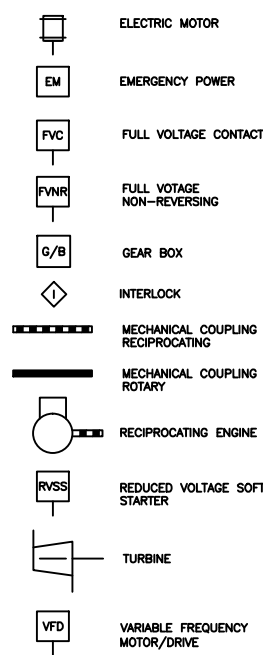 ELECTRIC MOTOR
EM EMERGENCY POWER
FVC FULL VOLTAGE CONTACT
FVNR FULL VOTAGE
NON-REVERSING
G/B GEAR BOX
I INTERLOCK
MECHANICAL COUPLING
RECIPROCATING
MECHANICAL COUPLING
ROTARY
RECIPROCATING ENGINE
RVSS REDUCED VOLTAGE SOFT
STARTER
TURBINE
VFD VARIABLE FREQUENCY
MOTOR/DRIVE